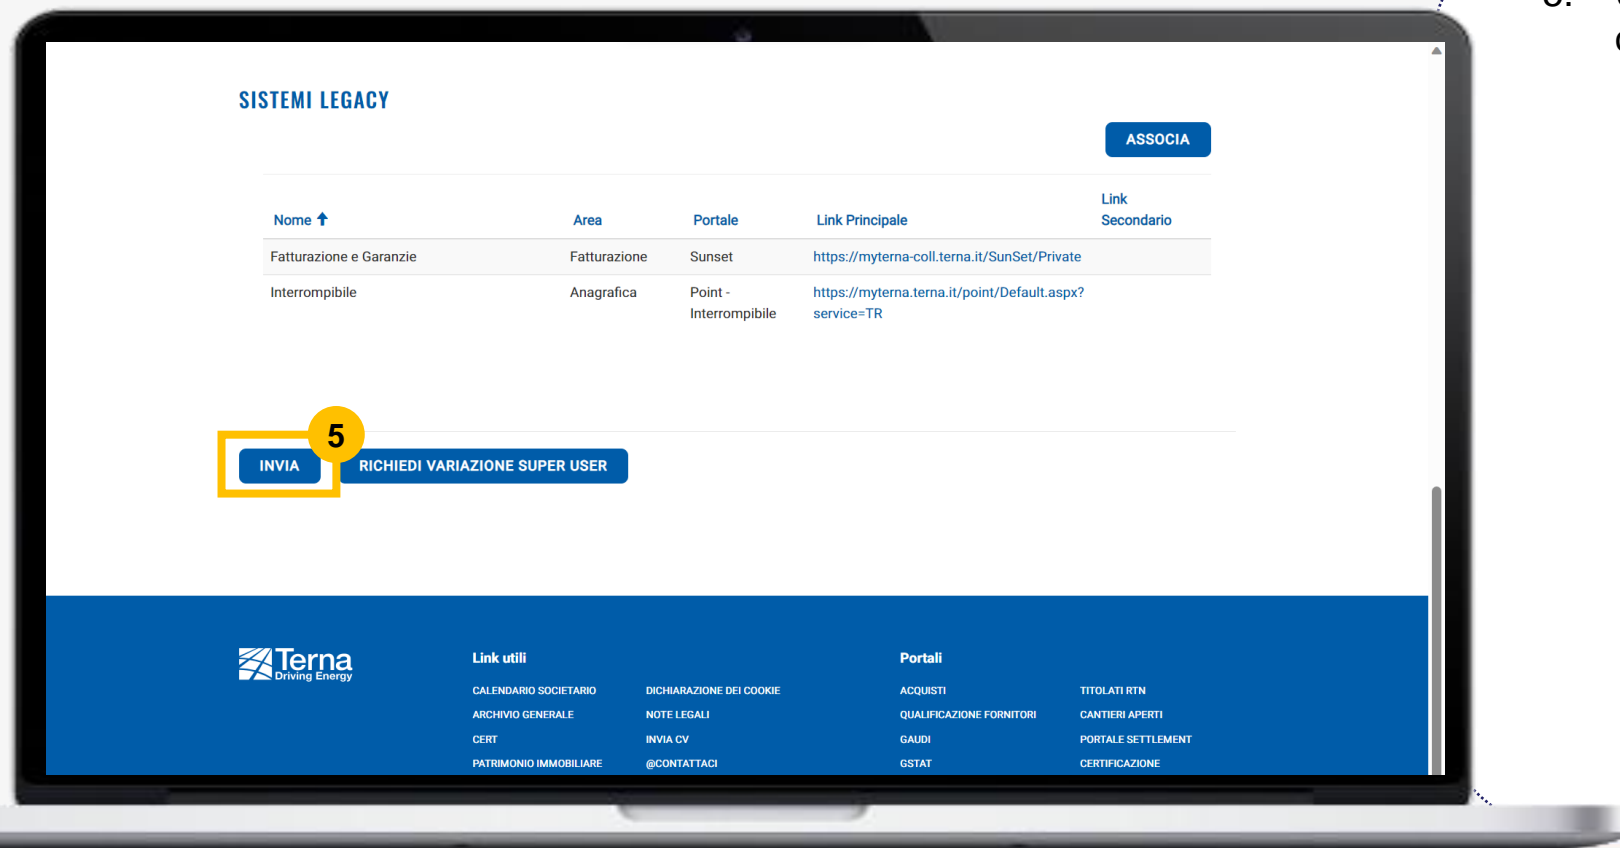 SISTEMI LEGACY
ASSOCIA
Nome Area Portale Link Principale Link Secondario
Fatturazione e Garanzie Fatturazione Sunset https://myterna-coll.terna.it/SunSet/Private
Interrompibile Anagrafica Point - https://myterna.terna.it/point/Default.aspx?
Interrompibile service=TR
5
INVIA RICHIEDI VARIAZIONE SUPER USER
Terna
Driving Energy
Link utili Portali
CALENDARIO SOCIETARIO DICHIARAZIONE DEI COOKIE ACQUISTI TITOLATI RTN
ARCHIVIO GENERALE NOTE LEGALI QUALIFICAZIONE FORNITORI CANTIERI APERTI
CERT INVIA CV GAUDI PORTALE SETTLEMENT
PATRIMONIO IMMOBILIARE @CONTATTACI GSTAT CERTIFICAZIONE